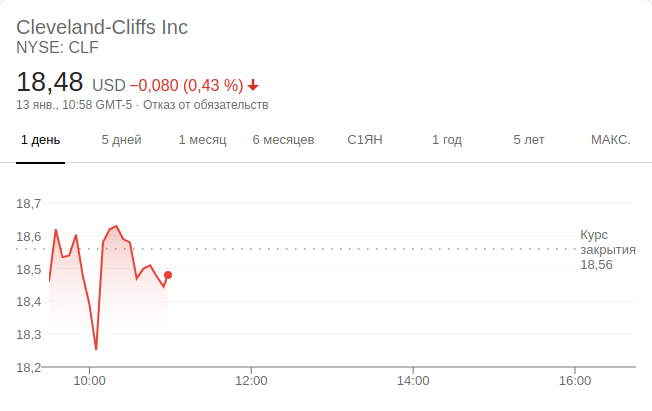 Cleveland-Cliffs Inc
NYSE: CLF
18,48 USD −0,080 (0,43 %)
13 янв., 10:58 GMT-5 · Отказ от обязательств
1 день 5 дней 1 месяц 6 месяцев С1ЯН 1 год 5 лет МАКС.
18,7
18,6
18,5
18,4
18,3
18,2
Курс
закрытия
18,56
10:00 12:00 14:00 16:00